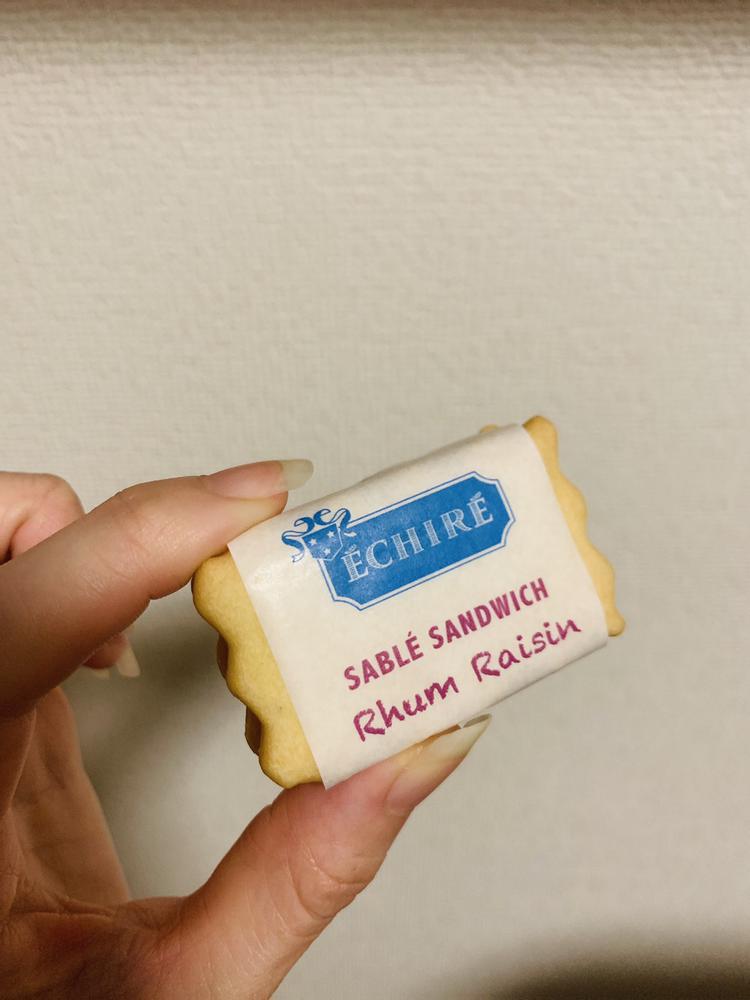 ÉCHIRÉ
SABLÉ SANDWICH
Rhum Raisin